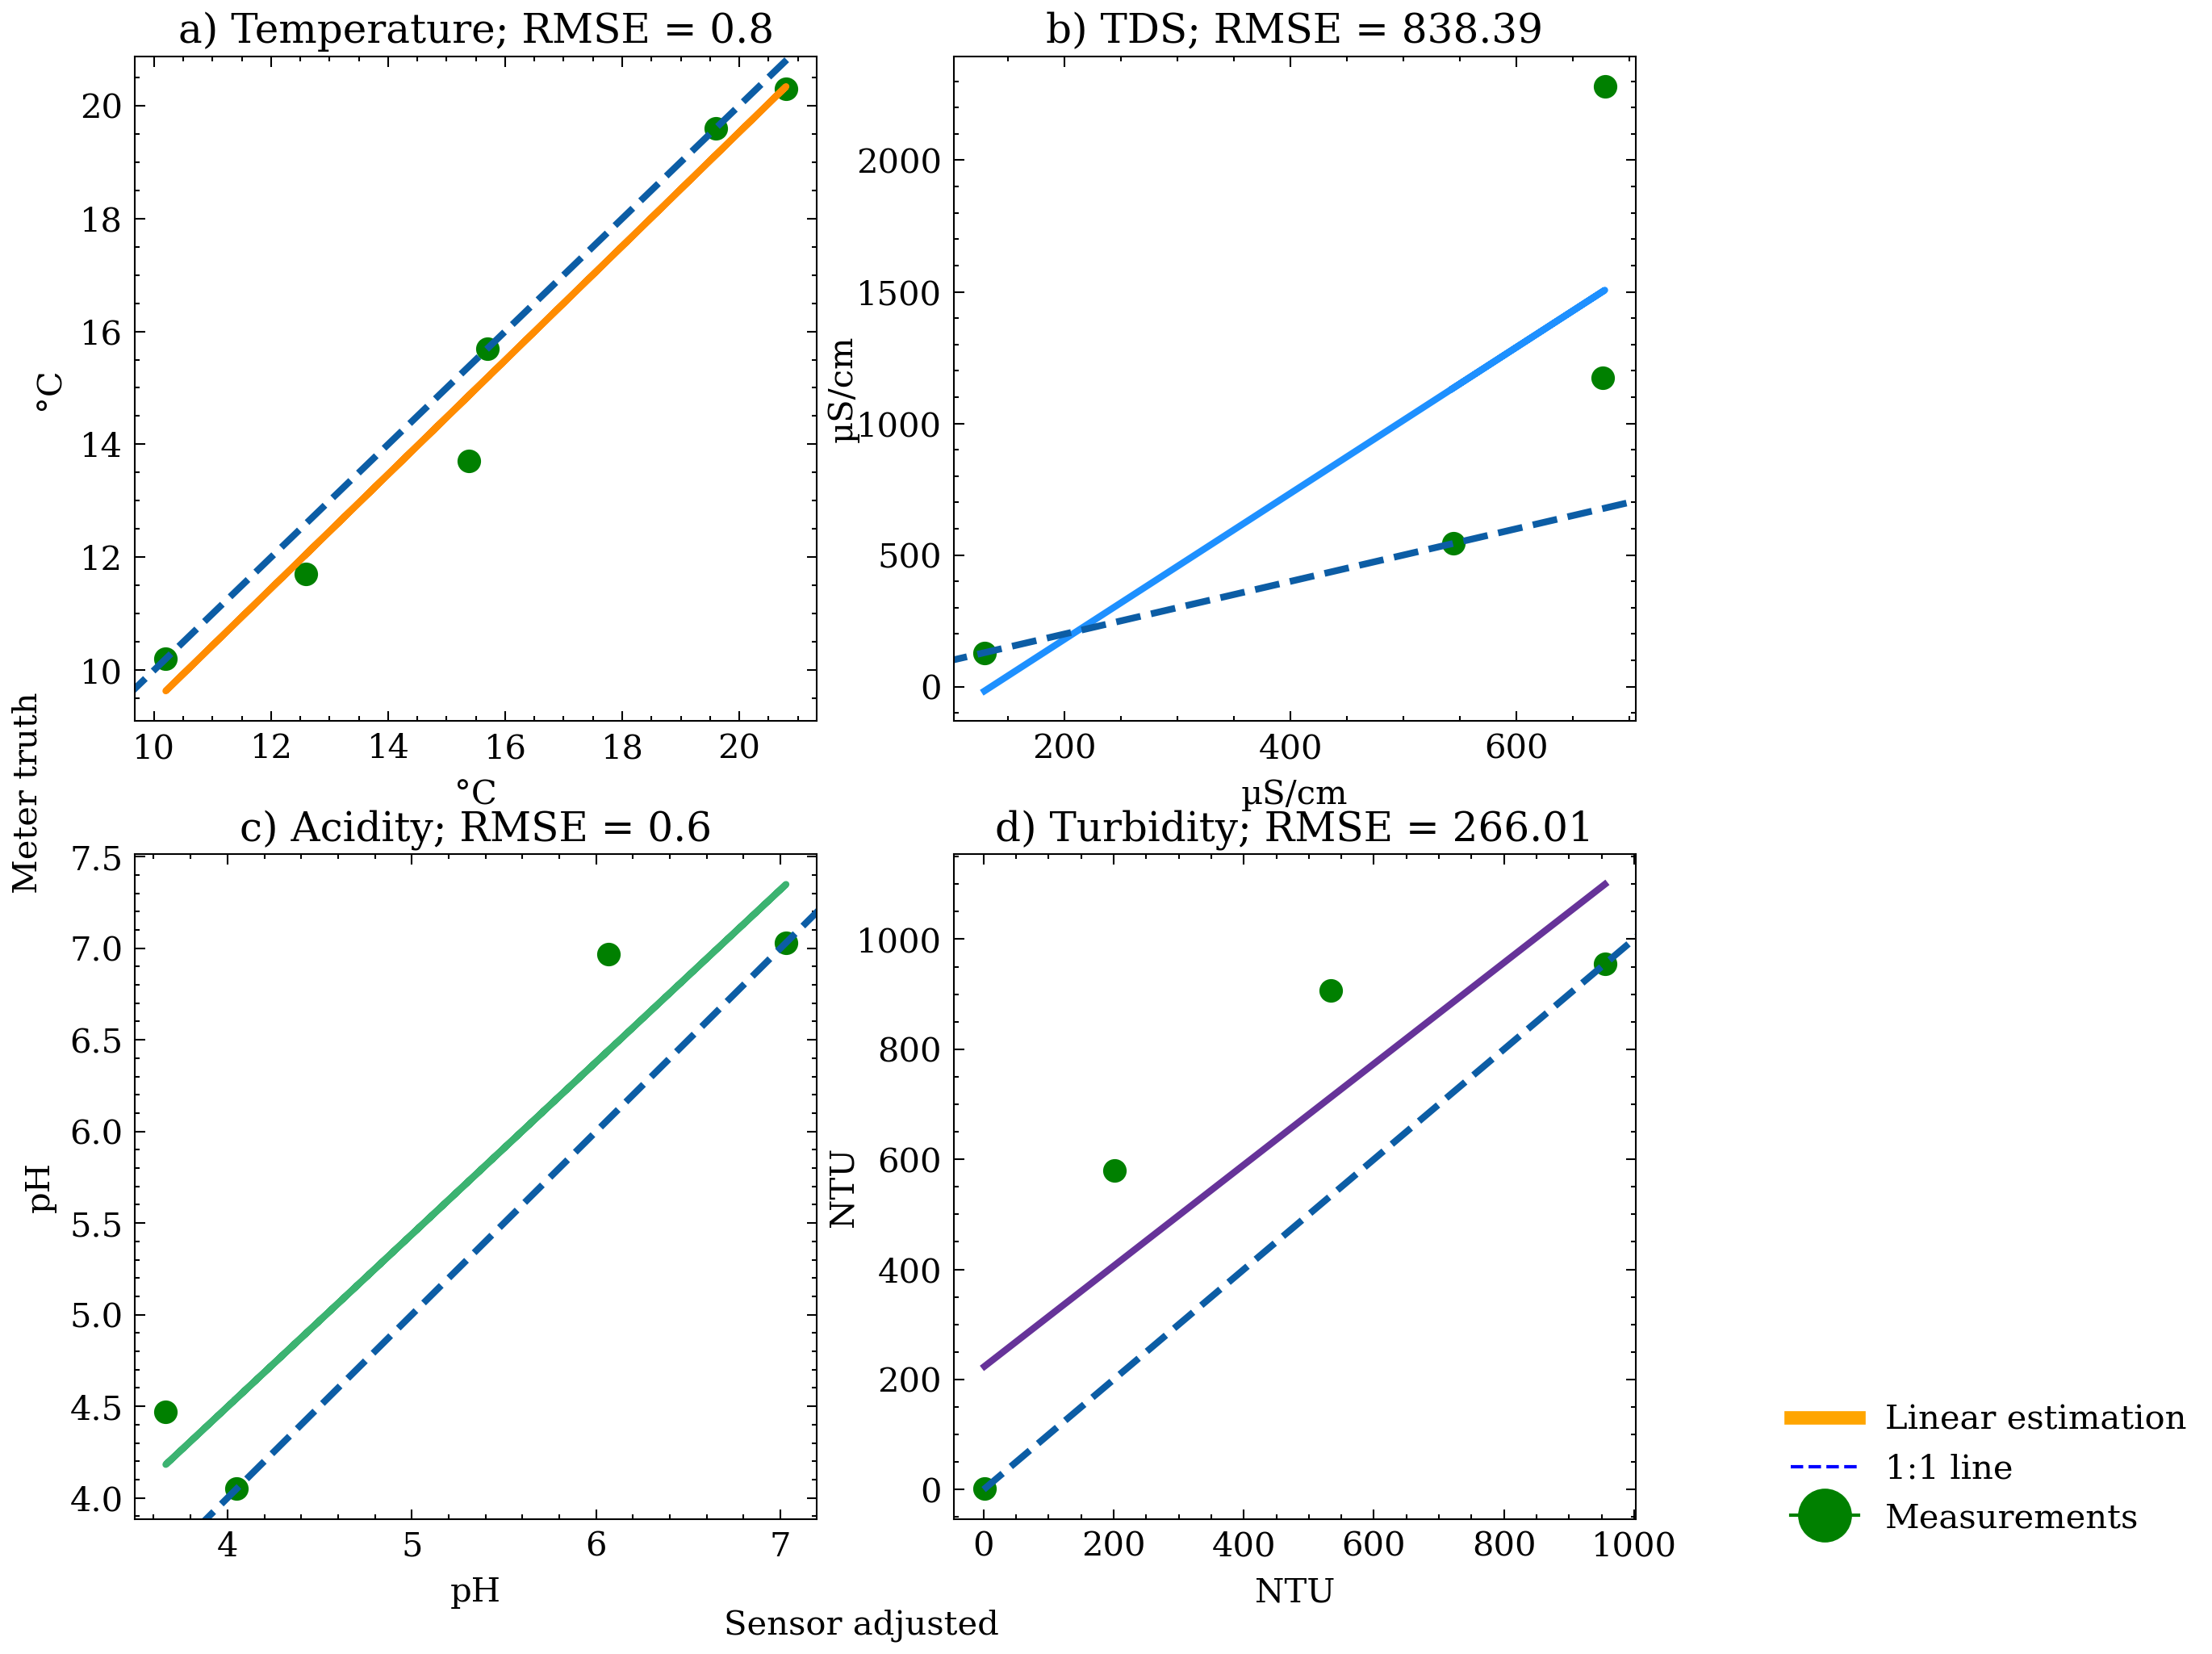 a) Temperature; RMSE = 0.8
20
18
16
14
12
10
°C
10 12 14 16 18 20
°C
b) TDS; RMSE = 838.39
2000
1500
1000
500
0
µS/cm
200 400 600
µS/cm
Meter truth
c) Acidity; RMSE = 0.6
7.5
7.0
6.5
6.0
5.5
5.0
4.5
4.0
pH
4 5 6 7
pH
d) Turbidity; RMSE = 266.01
1000
800
600
400
200
0
NTU
0 200 400 600 800 1000
NTU
Linear estimation
1:1 line
Measurements
Sensor adjusted